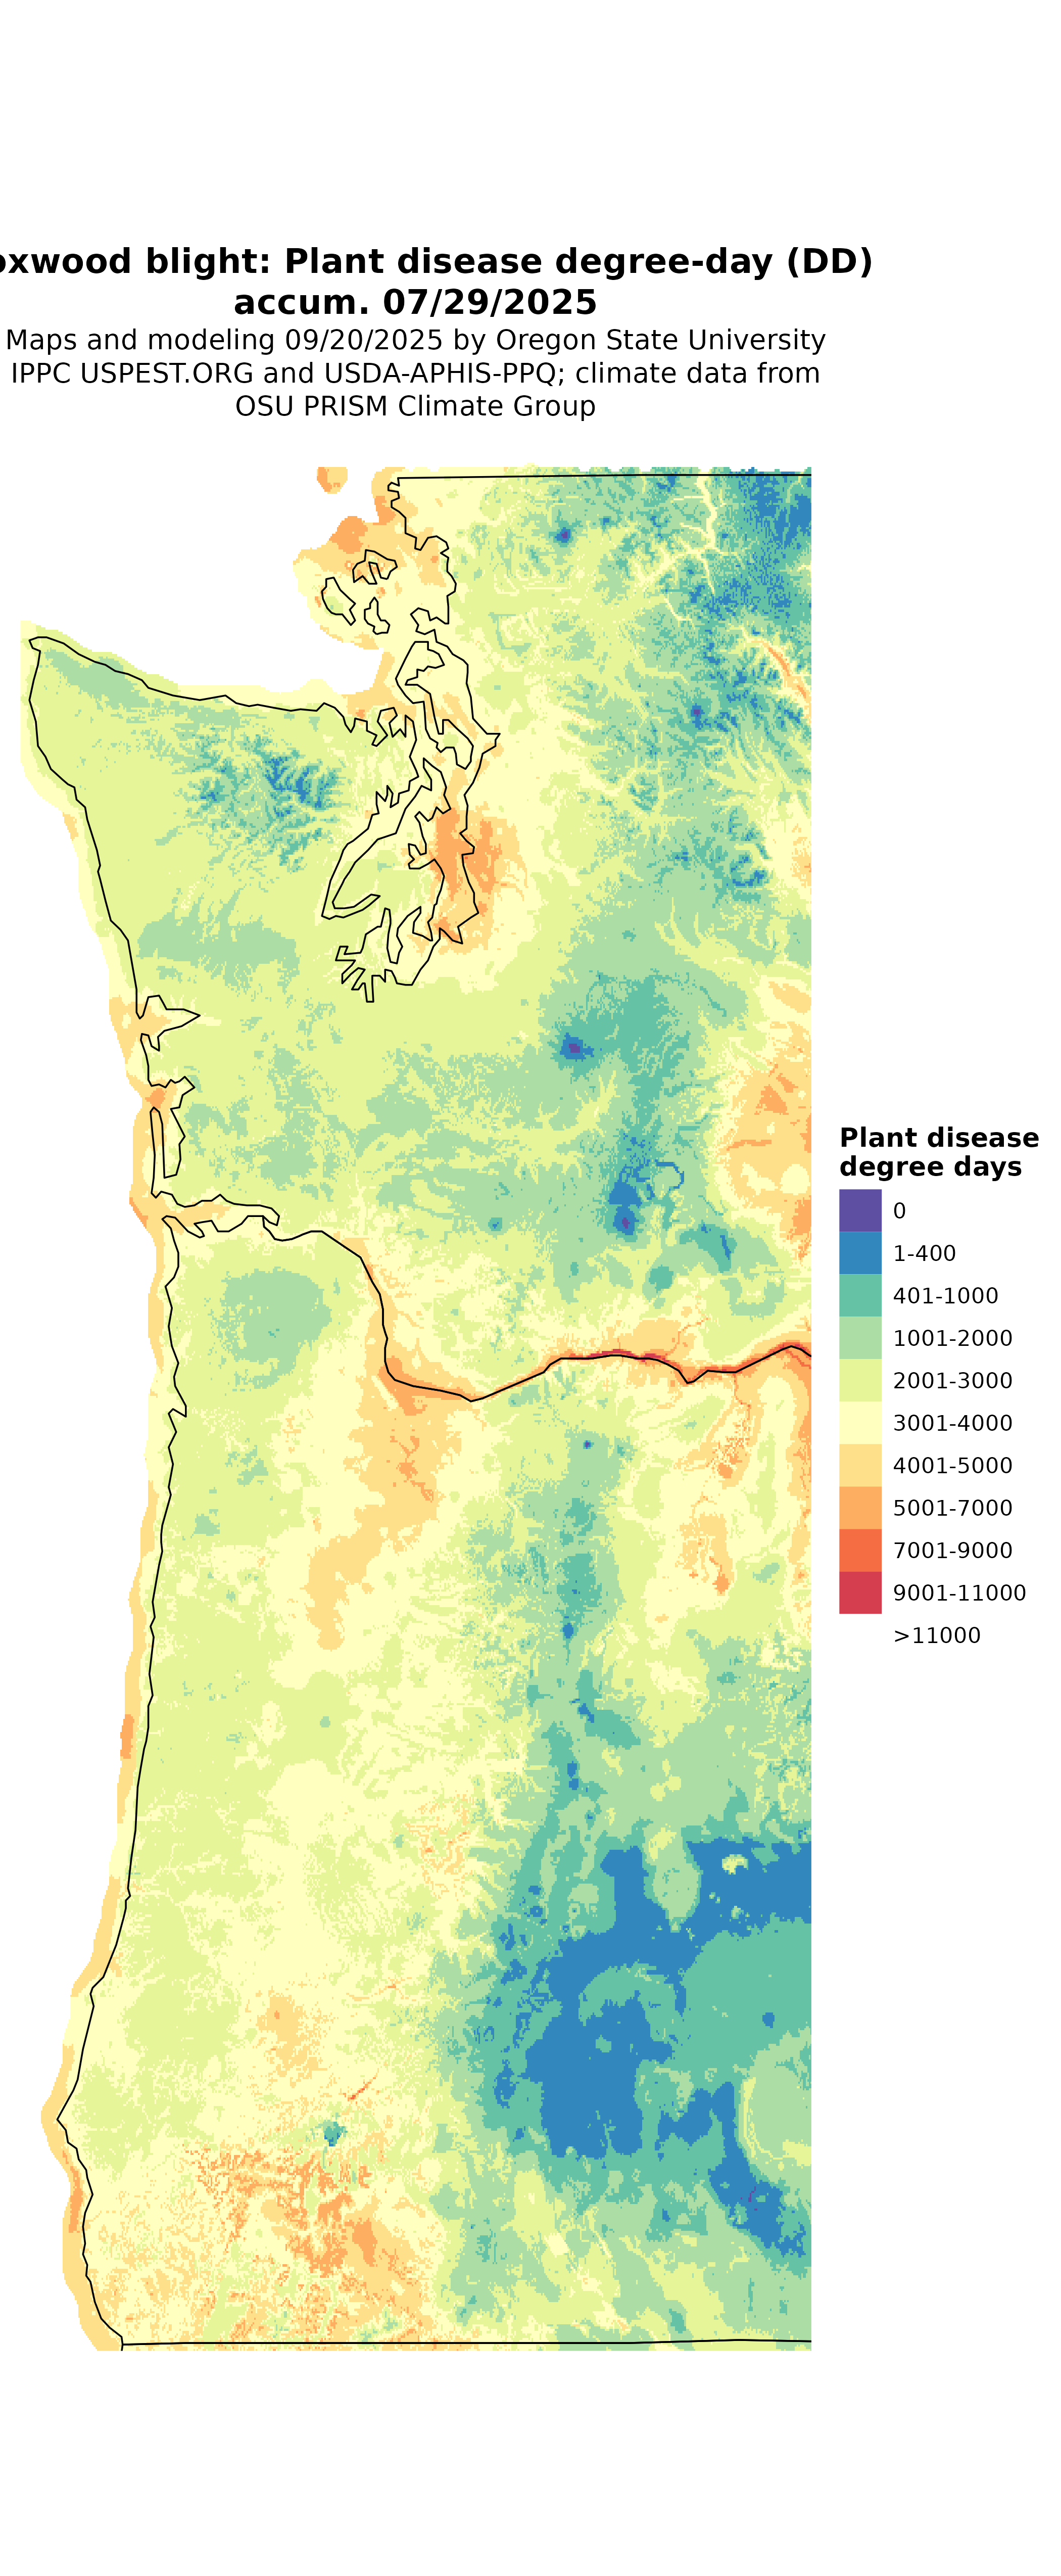 oxwood blight: Plant disease degree-day (DD)
accum. 07/29/2025
Maps and modeling 09/20/2025 by Oregon State University
IPPC USPEST.ORG and USDA-APHIS-PPQ; climate data from
OSU PRISM Climate Group
Plant disease
degree days
0
1-400
401-1000
1001-2000
2001-3000
3001-4000
4001-5000
5001-7000
7001-9000
9001-11000
>11000